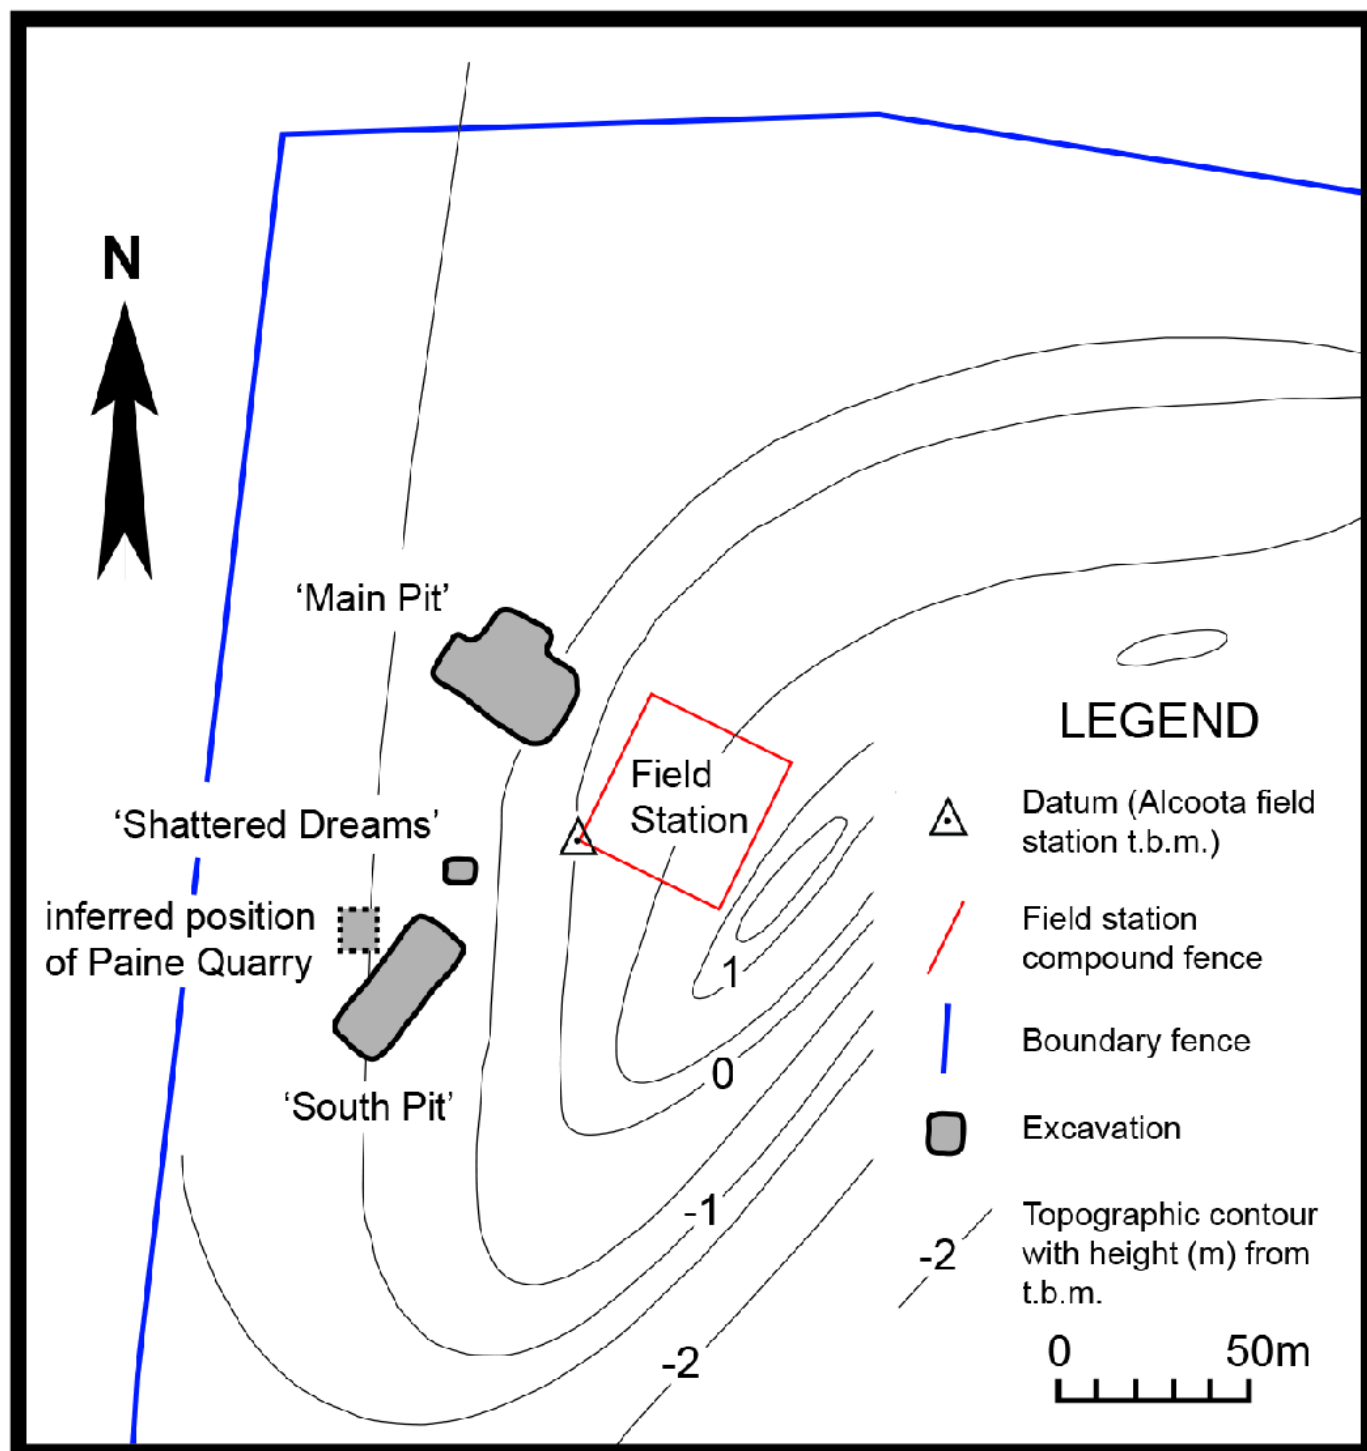 N
‘Main Pit’
Field
Station
‘Shattered Dreams’
inferred position
of Paine Quarry
‘South Pit’
1
0
-1
-2
LEGEND
Datum (Alcoota field
station t.b.m.)
Field station
compound fence
Boundary fence
Excavation
-2
Topographic contour
with height (m) from
t.b.m.
0 50m